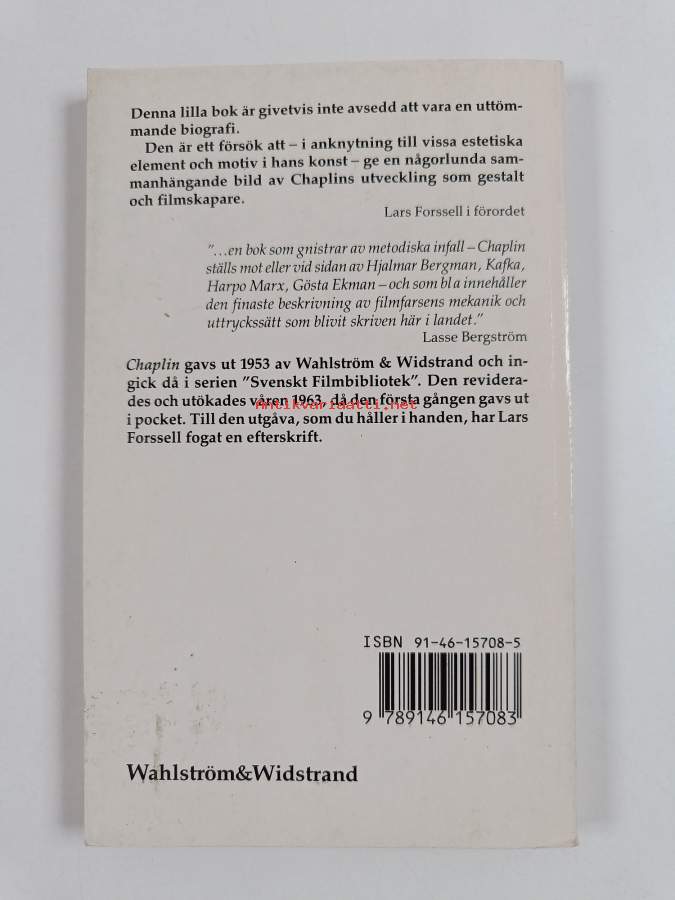 Denna lilla bok är givetvis inte avsedd att vara en uttöm-
mande biografi.
Den är ett försök att – i anknytning till vissa estetiska
element och motiv i hans konst – ge en någorlunda sam-
manhängande bild av Chaplins utveckling som gestalt
och filmskapare.
Lars Forssell i förordet
”…en bok som gnistrar av metodiska infall – Chaplin
ställs mot eller vid sidan av Hjalmar Bergman, Kafka,
Harpo Marx, Gösta Ekman – och som bl a innehåller
den finaste beskrivning av filmfarsens mekanik och
uttryckssätt som blivit skriven här i landet.”
Lasse Bergström
Chaplin gavs ut 1953 av Wahlström & Widstrand och in-
gick då i serien ”Svenskt Filmbibliotek”. Den reviderа-
des och utökades våren 1963, då den första gången gavs ut
Antikvariaatti.net
i pocket. Till den utgåva, som du håller i handen, har Lars
Forssell fogat en efterskrift.
ISBN 91-46-15708-5
9 789146 157083
Wahlström&Widstrand